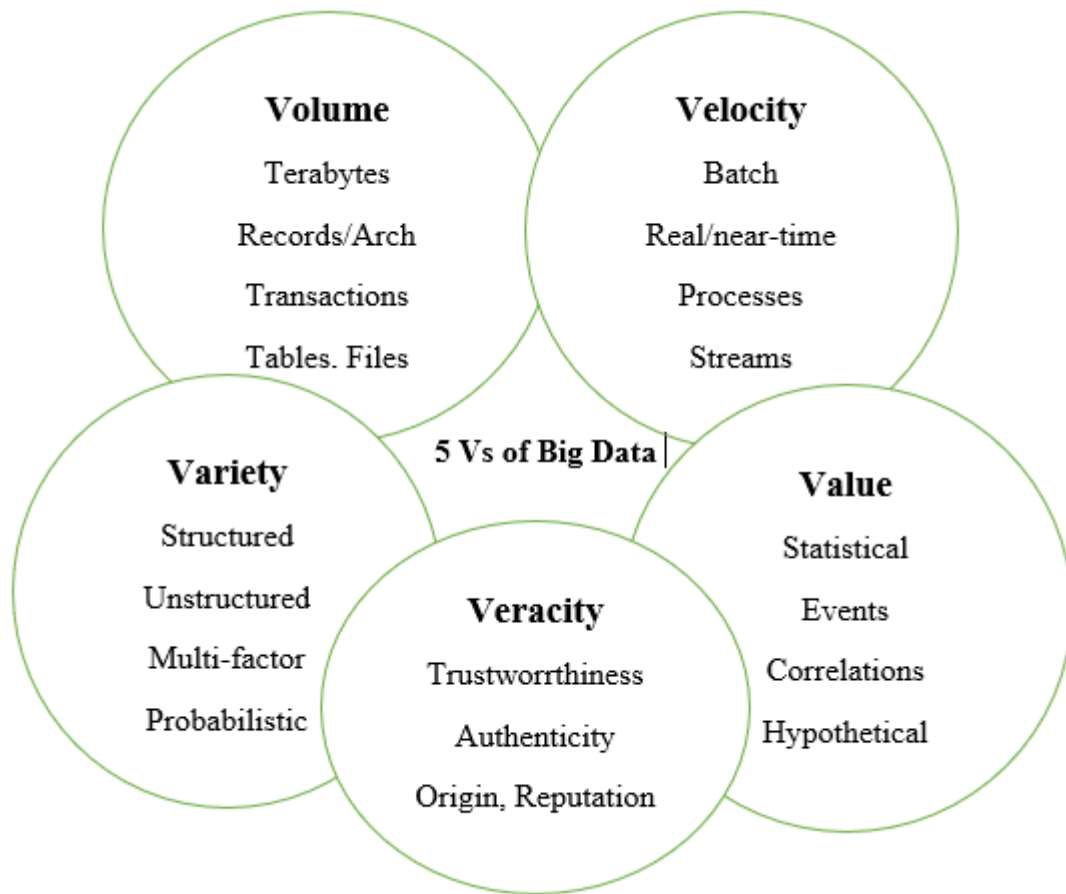 Volume
Terabytes
Records/Arch
Transactions
Tables. Files
Velocity
Batch
Real/near-time
Processes
Streams
5 Vs of Big Data
Variety
Structured
Unstructured
Multi-factor
Probabilistic
Veracity
Trustworrthiness
Authenticity
Origin, Reputation
Value
Statistical
Events
Correlations
Hypothetical